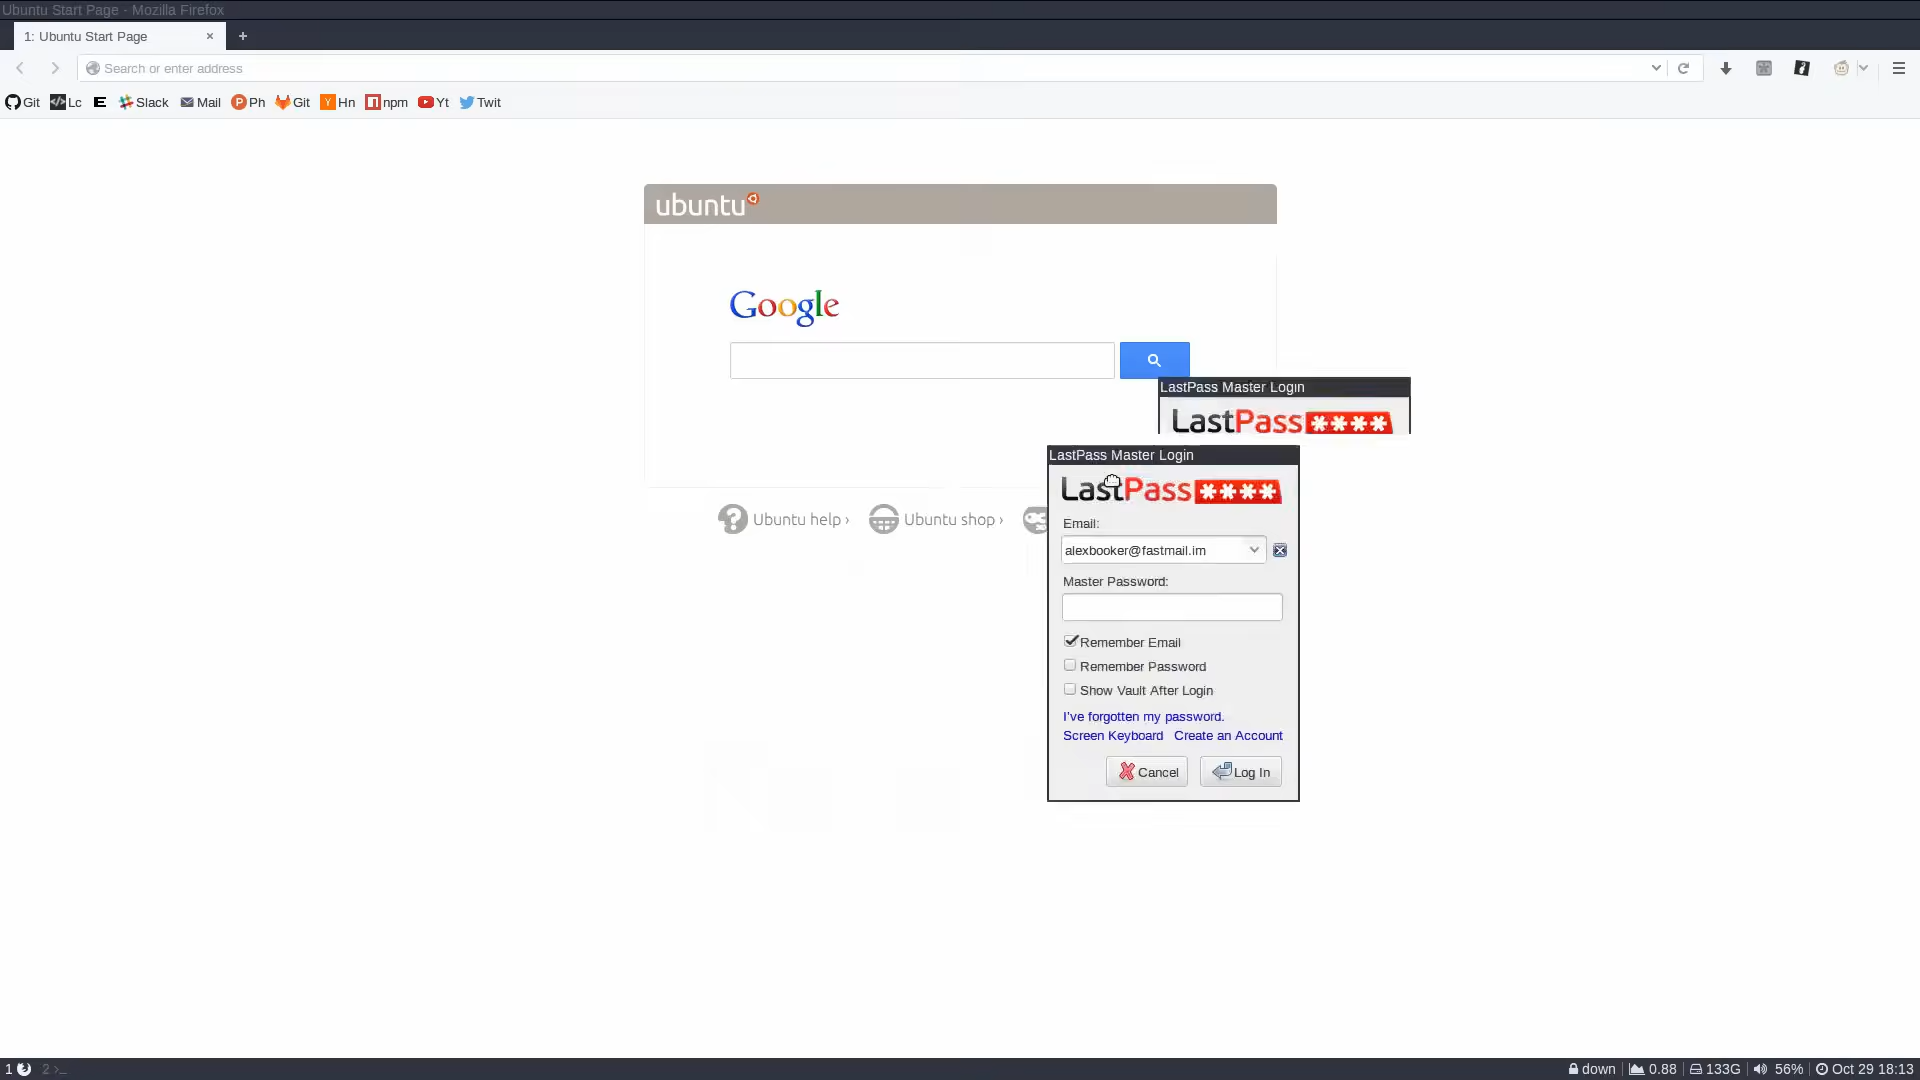 Ubuntu Start Page - Mozilla Firefox
1: Ubuntu Start Page × +
Search or enter address
Git Lc E Slack Mail Ph Git Hn npm Yt Twit
ubuntu
Google
LastPass Master Login
LastPass ****
LastPass Master Login
LastPass ****
Ubuntu help › Ubuntu shop ›
Email:
alexbooker@fastmail.im
Master Password:
Remember Email
Remember Password
Show Vault After Login
I've forgotten my password.
Screen Keyboard Create an Account
Cancel Log In
1 2 >_ down 0.88 133G 56% Oct 29 18:13